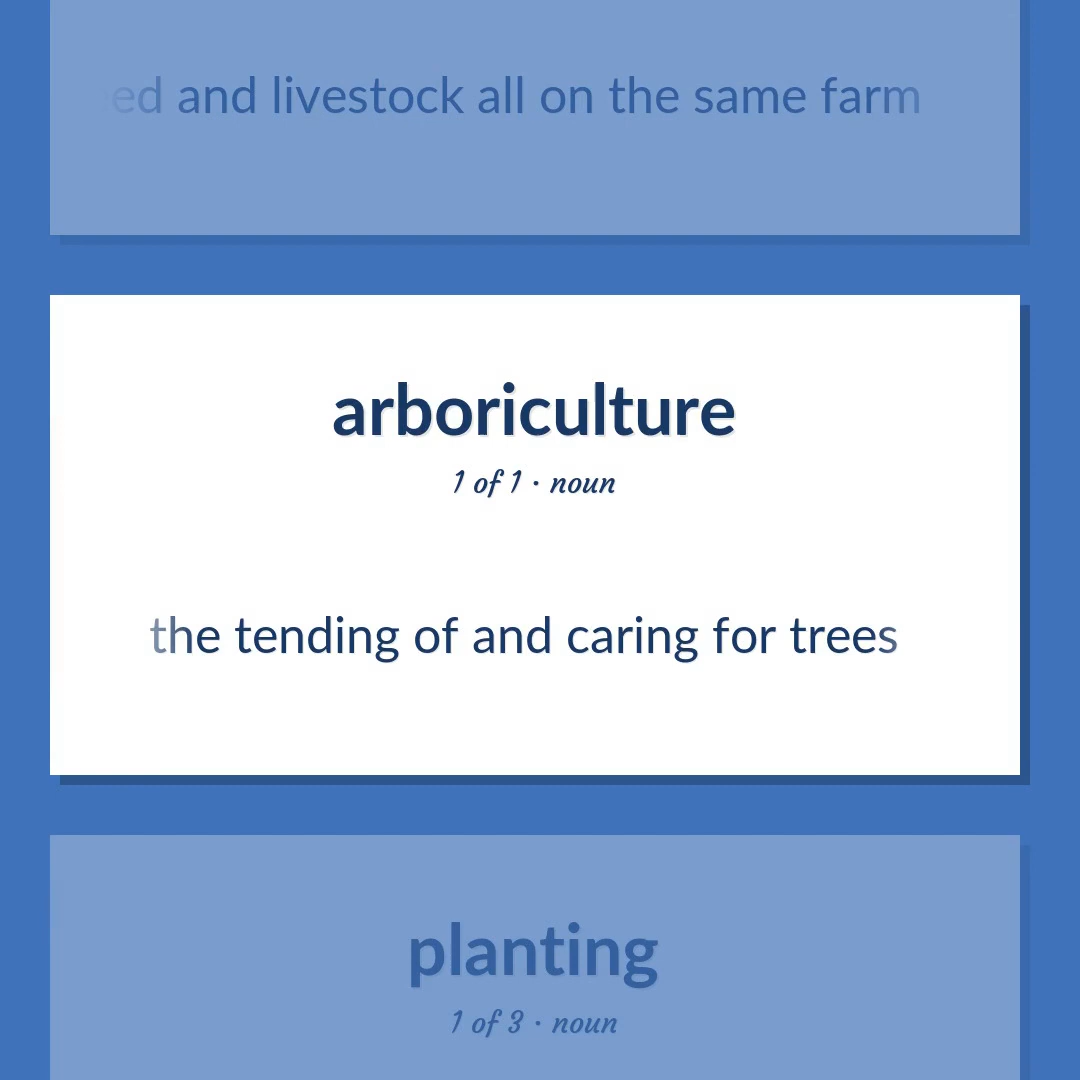 and livestock all on the same farm
arboriculture
1 of 1 · noun
the tending of and caring for trees
planting
1 of 3 · noun